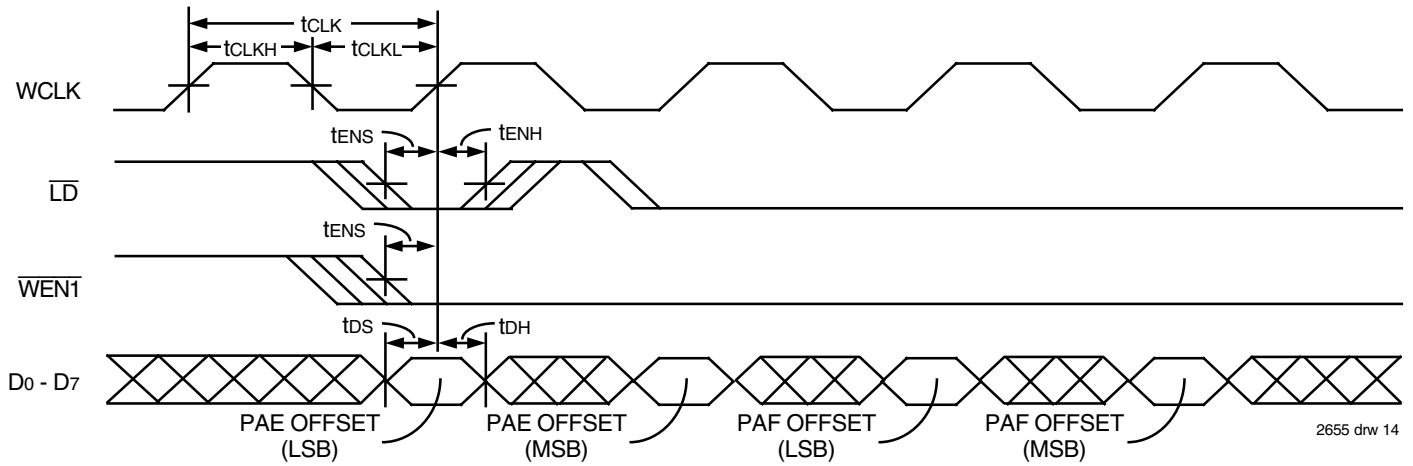 tCLK
tCLKH
tCLKL
WCLK
tENS
tENH
LD
tENS
WEN1
tDS
tDH
D0 - D7
PAE OFFSET
(LSB)
PAE OFFSET
(MSB)
PAF OFFSET
(LSB)
PAF OFFSET
(MSB)
2655 drw 14